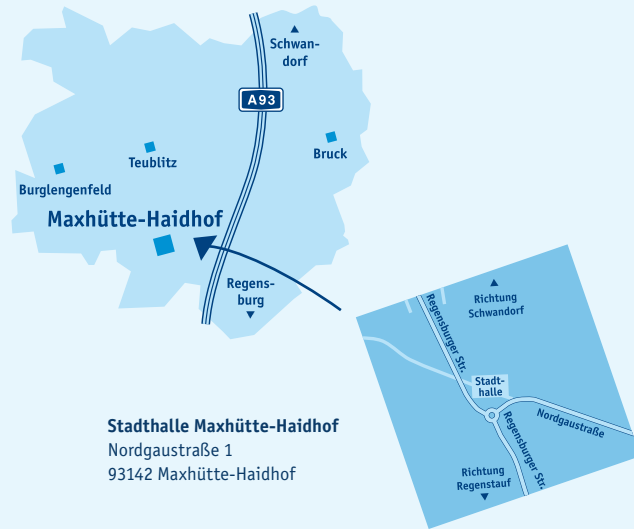 Schwan-
dorf
A93
Bruck
Teublitz
Burglengenfeld
Maxhütte-Haidhof
Regens-
burg
Richtung
Schwandorf
Regensburger Str.
Stadt-
halle
Nordgaustraße
Regensburger Str.
Richtung
Regenstauf
Stadthalle Maxhütte-Haidhof
Nordgaustraße 1
93142 Maxhütte-Haidhof